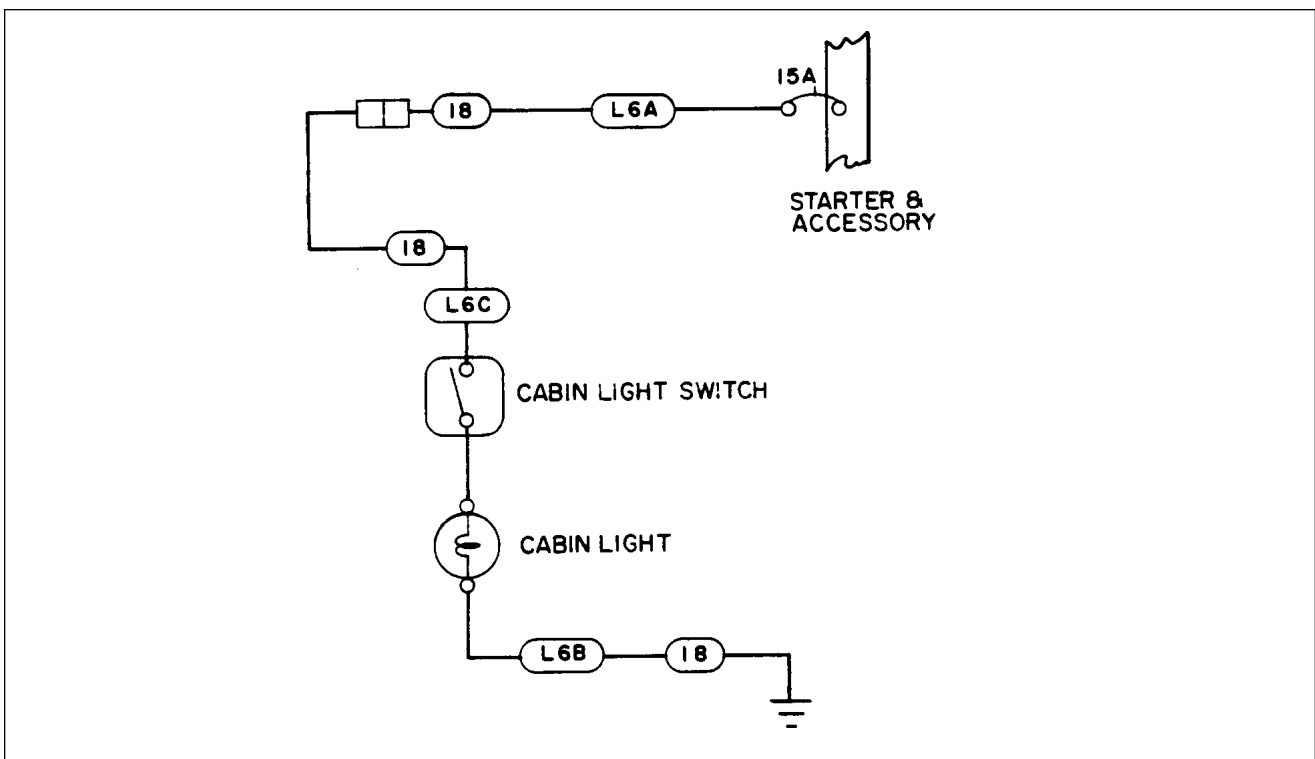 15A
18
L6A
STARTER &
ACCESSORY
18
L6C
CABIN LIGHT SWITCH
CABIN LIGHT
L6B
18